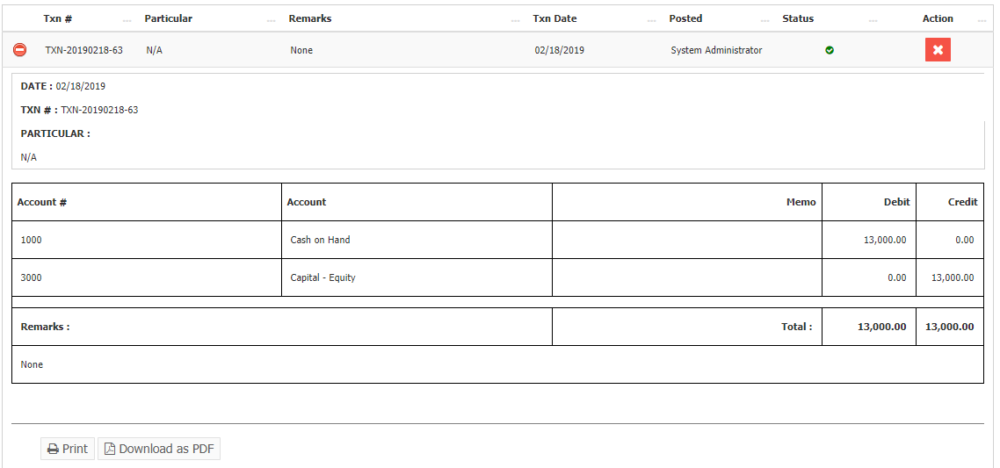 Txn # Particular Remarks Txn Date Posted Status Action
TXN-20190218-63 N/A None 02/18/2019 System Administrator
DATE : 02/18/2019
TXN # : TXN-20190218-63
PARTICULAR :
N/A
Account # Account Memo Debit Credit
1000 Cash on Hand 13,000.00 0.00
3000 Capital - Equity 0.00 13,000.00
Remarks : Total : 13,000.00 13,000.00
None
Print Download as PDF